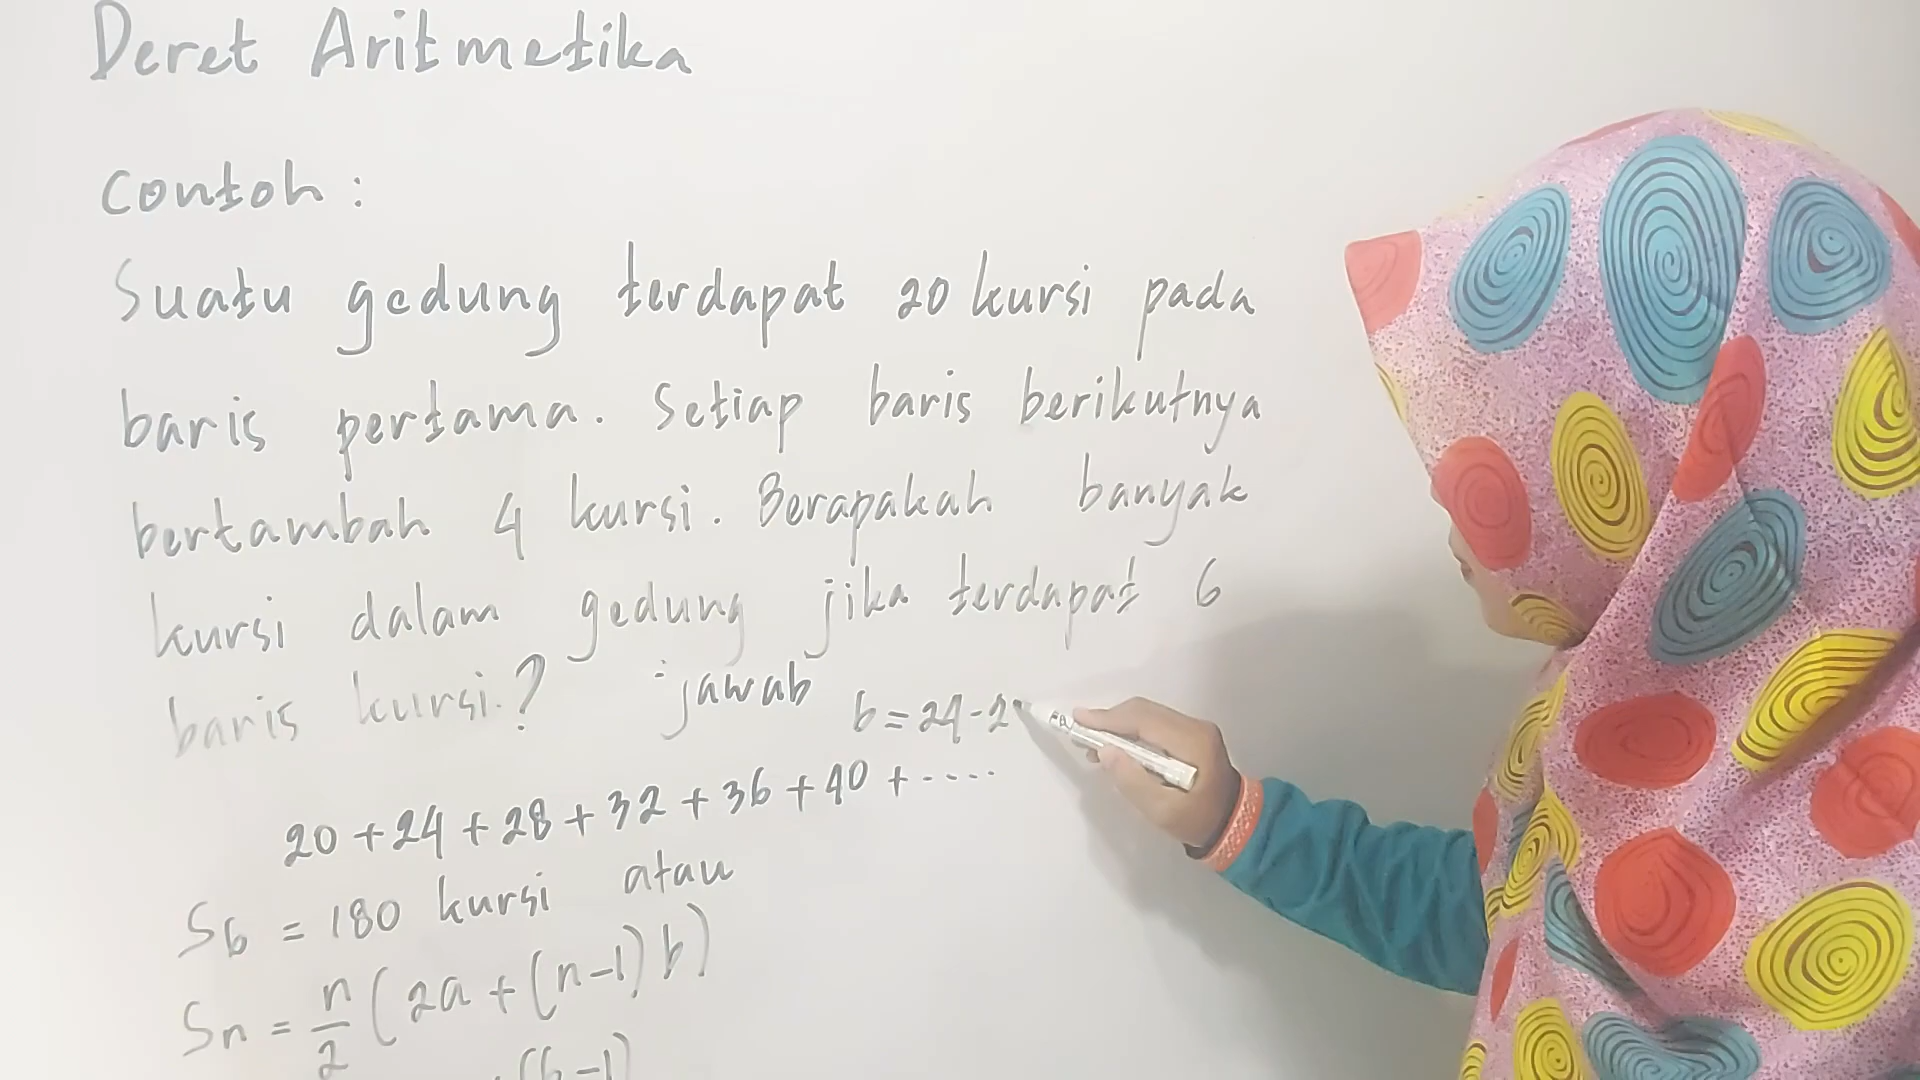 Deret Aritmetika
Contoh :
Suatu gedung terdapat 20 kursi pada
baris pertama. Setiap baris berikutnya
bertambah 4 kursi. Berapakah banyak
kursi dalam gedung jika terdapat 6
baris kursi.? jawab
b = 24 - 2
20 + 24 + 28 + 32 + 36 + 40 + ....
S6 = 180 kursi atau
Sn = n/2 (2a + (n-1) b)
(6-1)